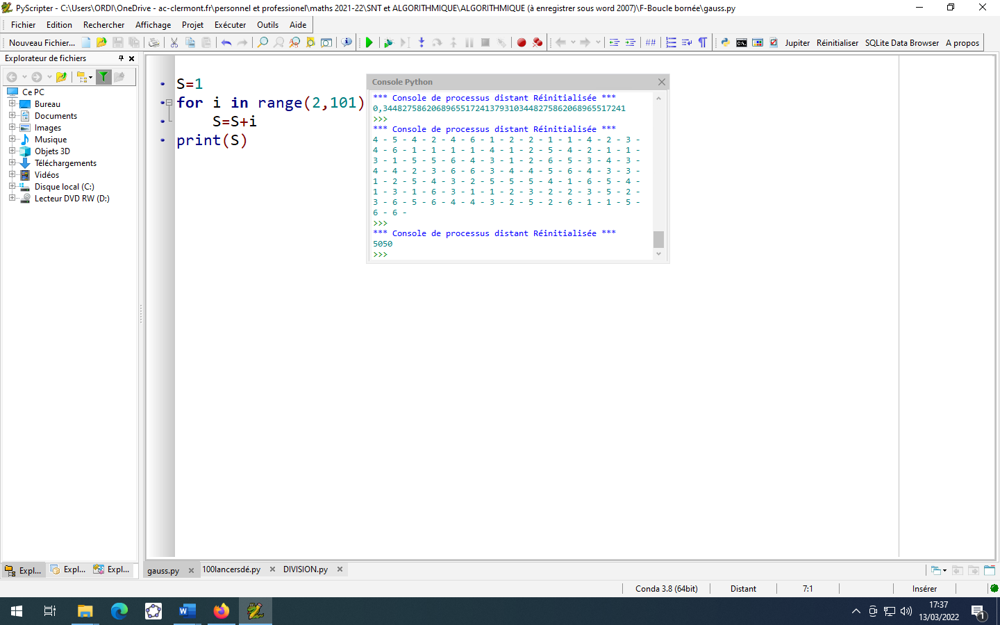 PyScripter - C:\Users\ORDI\OneDrive - ac-clermont.fr\personnel et professionel\maths 2021-22\SNT et ALGORITHMIQUE\ALGORITHMIQUE (à enregistrer sous word 2007)\F-Boucle bornée\gauss.py
Fichier Edition Rechercher Affichage Projet Exécuter Outils Aide
Nouveau Fichier... ## Jupiter Réinitialiser SQLite Data Browser A propos
Explorateur de fichiers
Ce PC
Bureau
Documents
Images
Musique
Objets 3D
Téléchargements
Vidéos
Disque local (C:)
Lecteur DVD RW (D:)
Expl... Expl... Expl...
S=1
for i in range(2,101)
S=S+i
print(S)
Console Python
*** Console de processus distant Réinitialisée ***
0,34482758620689655172413793103448275862068965517241
>>>
*** Console de processus distant Réinitialisée ***
4 - 5 - 4 - 2 - 4 - 6 - 1 - 2 - 2 - 1 - 1 - 4 - 2 - 3 -
4 - 6 - 1 - 1 - 1 - 1 - 4 - 1 - 2 - 5 - 4 - 2 - 1 - 1 -
3 - 1 - 5 - 5 - 6 - 4 - 3 - 1 - 2 - 6 - 5 - 3 - 4 - 3 -
4 - 4 - 2 - 3 - 6 - 6 - 3 - 4 - 4 - 5 - 6 - 4 - 3 - 3 -
1 - 2 - 5 - 4 - 3 - 2 - 5 - 5 - 5 - 4 - 1 - 6 - 5 - 4 -
1 - 3 - 1 - 6 - 3 - 1 - 1 - 2 - 3 - 2 - 2 - 3 - 5 - 2 -
3 - 6 - 5 - 6 - 4 - 4 - 3 - 2 - 5 - 2 - 6 - 1 - 1 - 5 -
6 - 6 -
>>>
*** Console de processus distant Réinitialisée ***
5050
>>>
gauss.py 100lancersdé.py DIVISION.py
Conda 3.8 (64bit) Distant 7:1 Insérer
17:37
13/03/2022
1